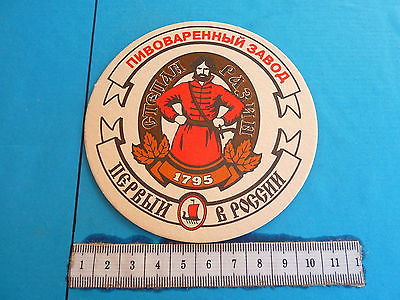 ПИВОВАРЕННЫЙ ЗАВОД
СТЕПАН РАЗИН
1795
ПЕРВЫЙ В РОССИИ
1 2 3 4 5 6 7 8 9 10 11